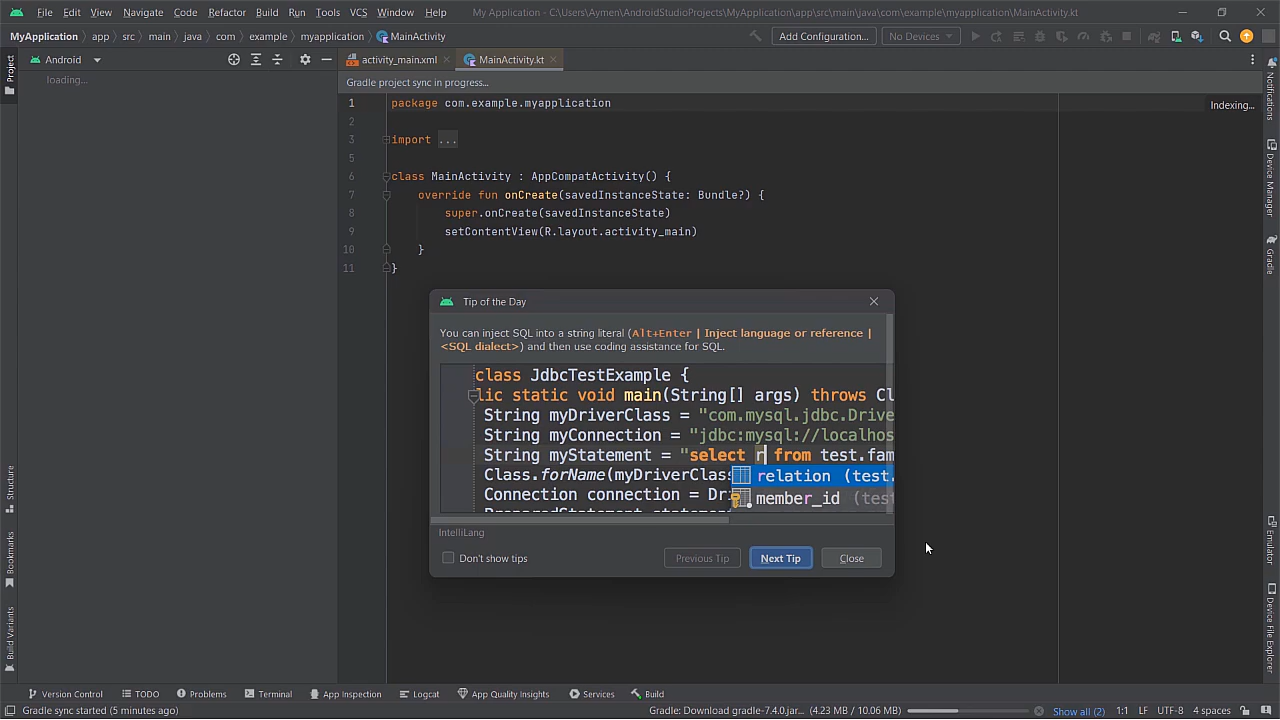 File Edit View Navigate Code Refactor Build Run Tools VCS Window Help My Application - C:\Users\Aymen\AndroidStudioProjects\MyApplication\app\src\main\java\com\example\myapplication\MainActivity.kt
MyApplication app src main java com example myapplication MainActivity Add Configuration... No Devices
Android
activity_main.xml MainActivity.kt
loading...
Gradle project sync in progress...
Indexing...
1 package com.example.myapplication
2
3 import ...
5
6 class MainActivity : AppCompatActivity() {
7 override fun onCreate(savedInstanceState: Bundle?) {
8 super.onCreate(savedInstanceState)
9 setContentView(R.layout.activity_main)
10 }
11 }
Tip of the Day
You can inject SQL into a string literal (Alt+Enter | Inject language or reference |
<SQL dialect>) and then use coding assistance for SQL.
class JdbcTestExample {
lic static void main(String[] args) throws Cl
String myDriverClass = "com.mysql.jdbc.Drive
String myConnection = "jdbc:mysql://localhos
String myStatement = "select r from test.fam
Class.forName(myDriverClas
relation (test.
Connection connection = Dr
member_id (test
IntelliLang
Don't show tips
Previous Tip
Next Tip
Close
Project
Structure
Bookmarks
Build Variants
Notifications
Device Manager
Gradle
Emulator
Device File Explorer
Version Control TODO Problems Terminal App Inspection Logcat App Quality Insights Services Build
Gradle sync started (5 minutes ago) Gradle: Download gradle-7.4.0.jar... (4.23 MB / 10.06 MB) Show all (2) 1:1 LF UTF-8 4 spaces